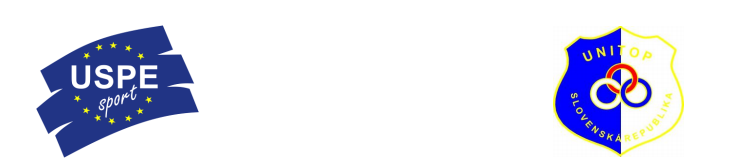 USPE
sport
UNITOP
SLOVENSKÁ REPUBLIKA